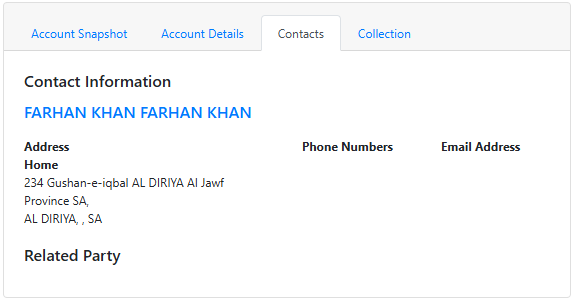 Account Snapshot Account Details Contacts Collection
Contact Information
FARHAN KHAN FARHAN KHAN
Address Phone Numbers Email Address
Home
234 Gushan-e-iqbal AL DIRIYA Al Jawf
Province SA,
AL DIRIYA, , SA
Related Party